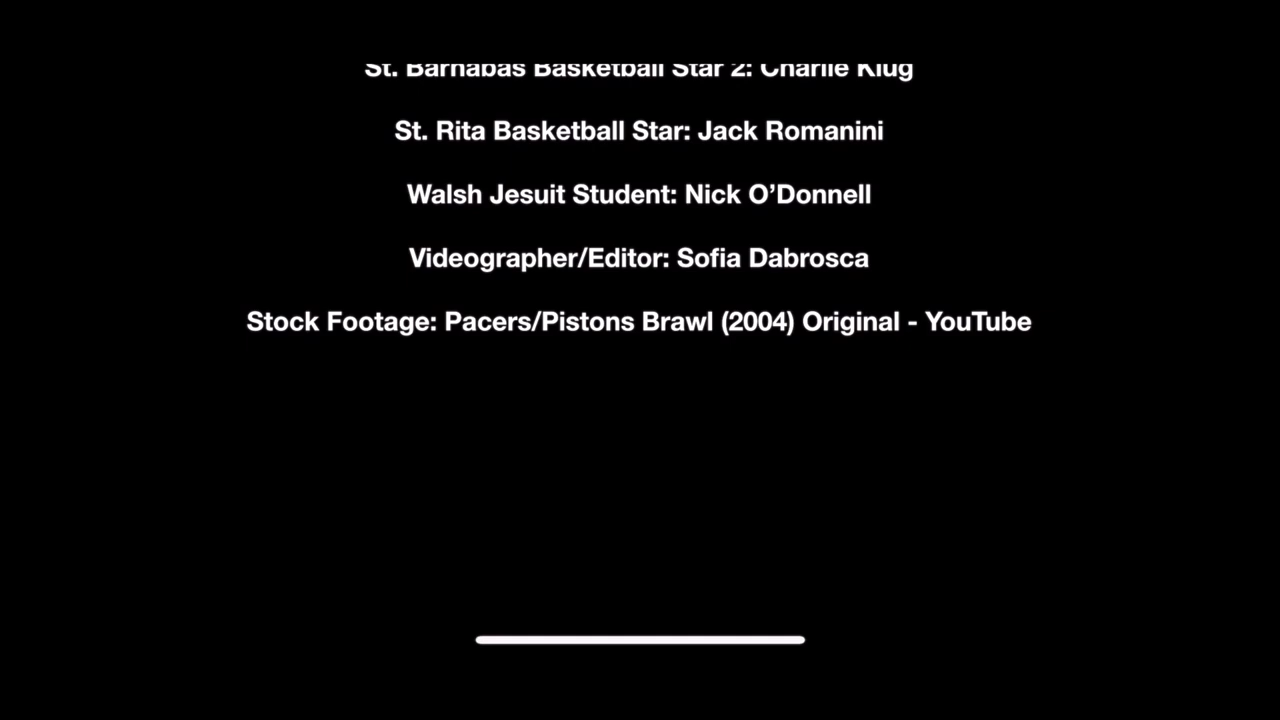 St. Barnabas Basketball Star 2: Charlie Klug
St. Rita Basketball Star: Jack Romanini
Walsh Jesuit Student: Nick O’Donnell
Videographer/Editor: Sofia Dabrosca
Stock Footage: Pacers/Pistons Brawl (2004) Original - YouTube